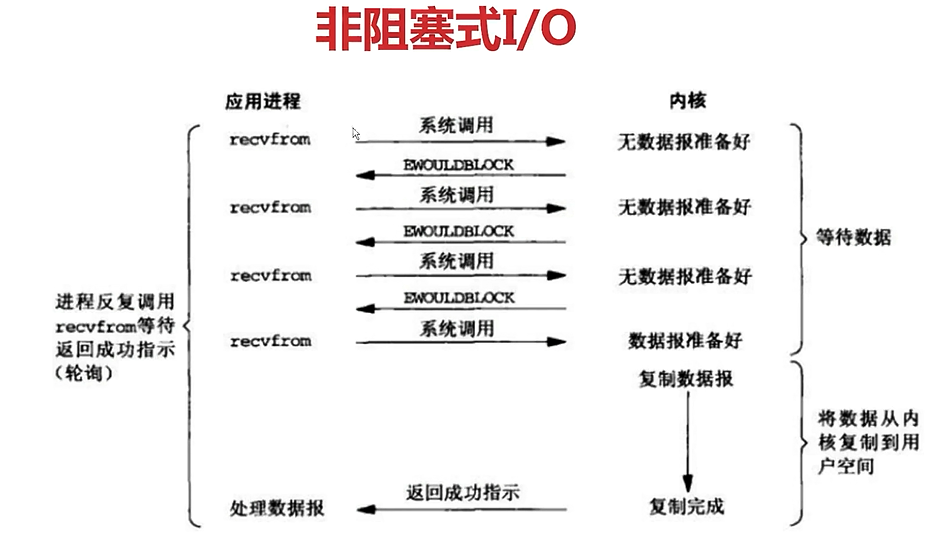 非阻塞式I/O
应用进程
内核
recvfrom
系统调用
无数据报准备好
EWOULDBLOCK
recvfrom
系统调用
无数据报准备好
EWOULDBLOCK
等待数据
recvfrom
系统调用
无数据报准备好
EWOULDBLOCK
进程反复调用
recvfrom等待
返回成功指示
(轮询)
recvfrom
系统调用
数据报准备好
复制数据报
将数据从内
核复制到用
户空间
处理数据报
返回成功指示
复制完成